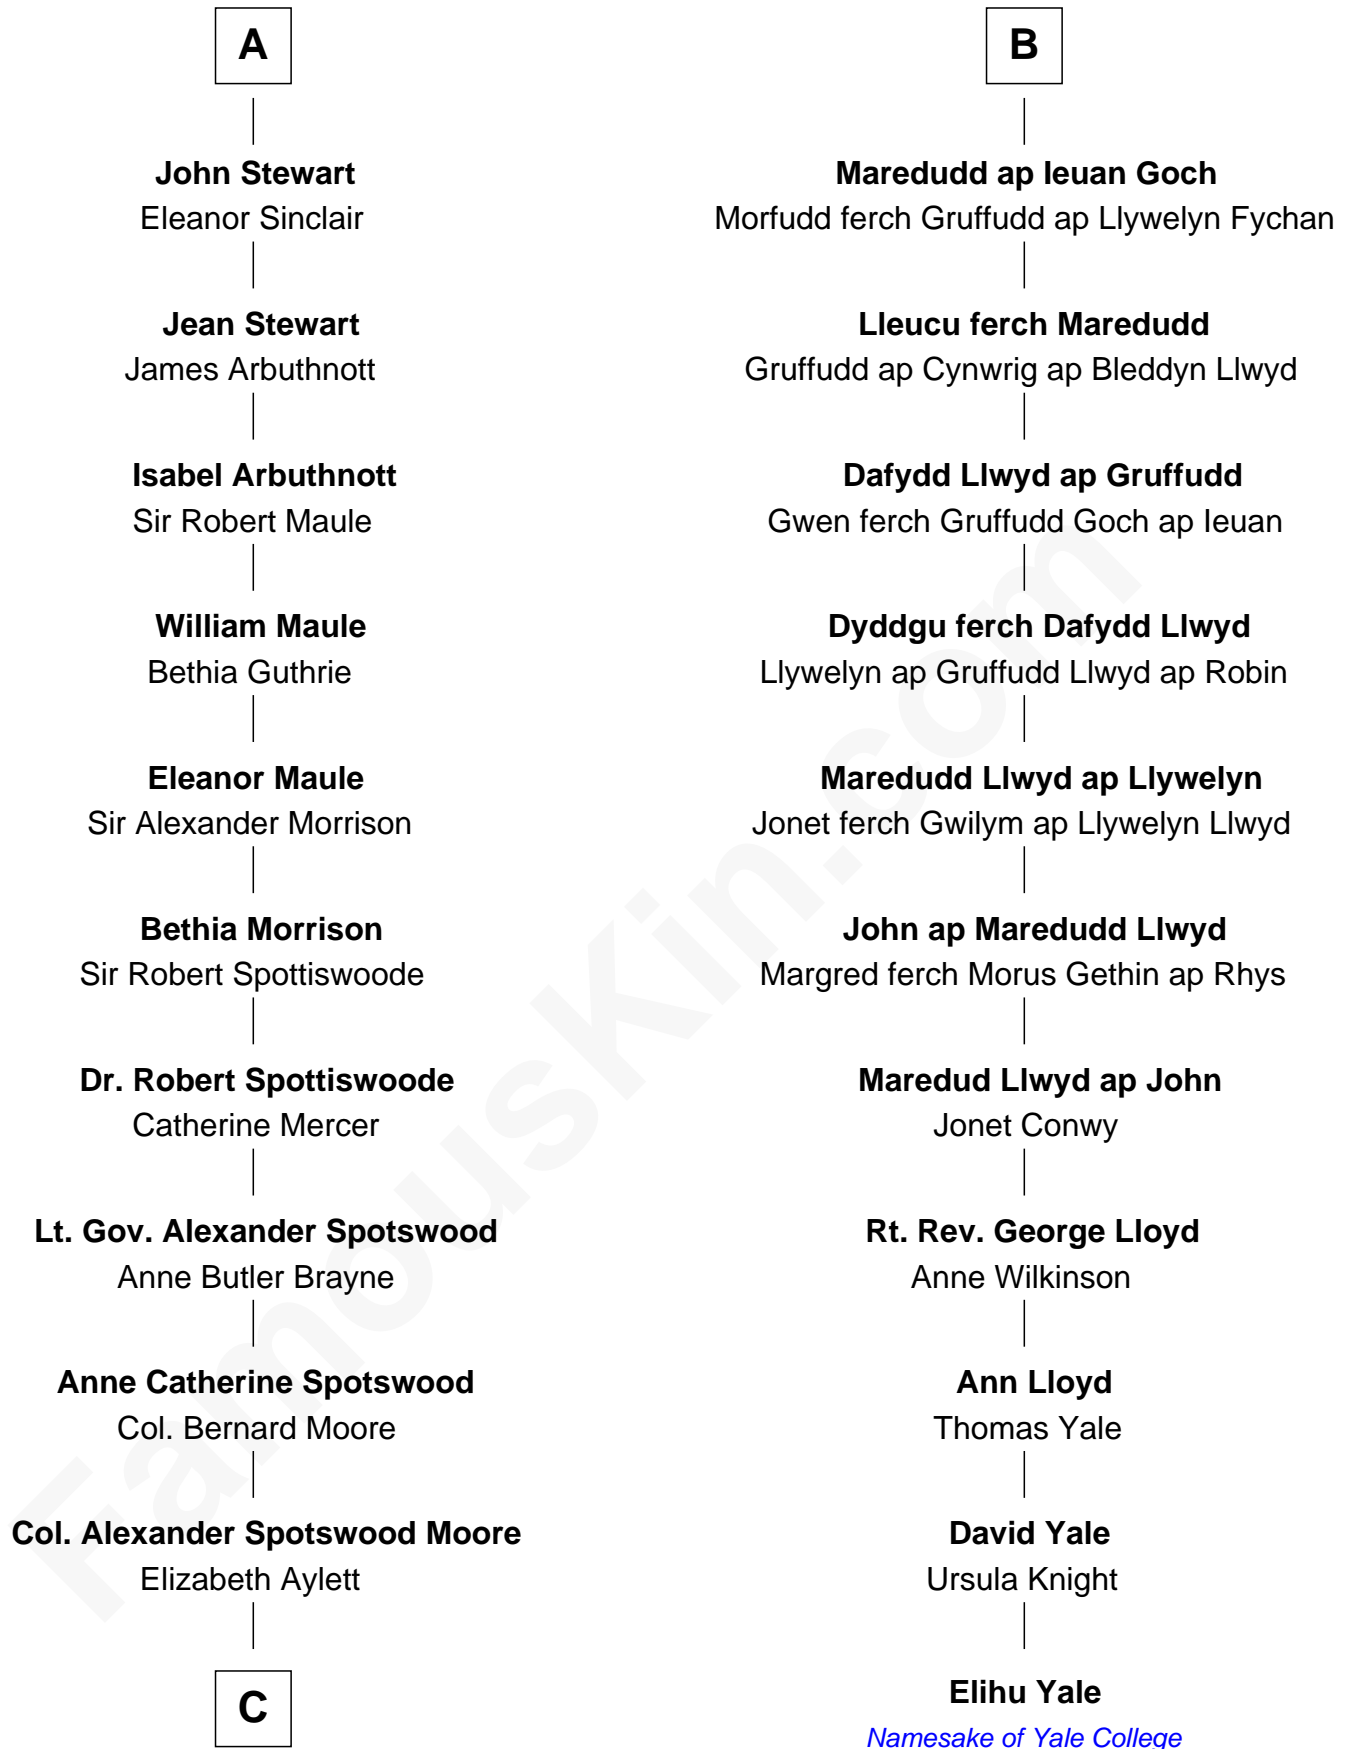 A
John Stewart
Eleanor Sinclair
Jean Stewart
James Arbuthnott
Isabel Arbuthnott
Sir Robert Maule
William Maule
Bethia Guthrie
Eleanor Maule
Sir Alexander Morrison
Bethia Morrison
Sir Robert Spottiswoode
Dr. Robert Spottiswoode
Catherine Mercer
Lt. Gov. Alexander Spotswood
Anne Butler Brayne
Anne Catherine Spotswood
Col. Bernard Moore
Col. Alexander Spotswood Moore
Elizabeth Aylett
C
B
Maredudd ap Ieuan Goch
Morfudd ferch Gruffudd ap Llywelyn Fychan
Lleucu ferch Maredudd
Gruffudd ap Cynwrig ap Bleddyn Llwyd
Dafydd Llwyd ap Gruffudd
Gwen ferch Gruffudd Goch ap Ieuan
Dyddgu ferch Dafydd Llwyd
Llywelyn ap Gruffudd Llwyd ap Robin
Maredudd Llwyd ap Llywelyn
Jonet ferch Gwilym ap Llywelyn Llwyd
John ap Maredudd Llwyd
Margred ferch Morus Gethin ap Rhys
Maredud Llwyd ap John
Jonet Conwy
Rt. Rev. George Lloyd
Anne Wilkinson
Ann Lloyd
Thomas Yale
David Yale
Ursula Knight
Elihu Yale
Namesake of Yale College
FamousKin.com